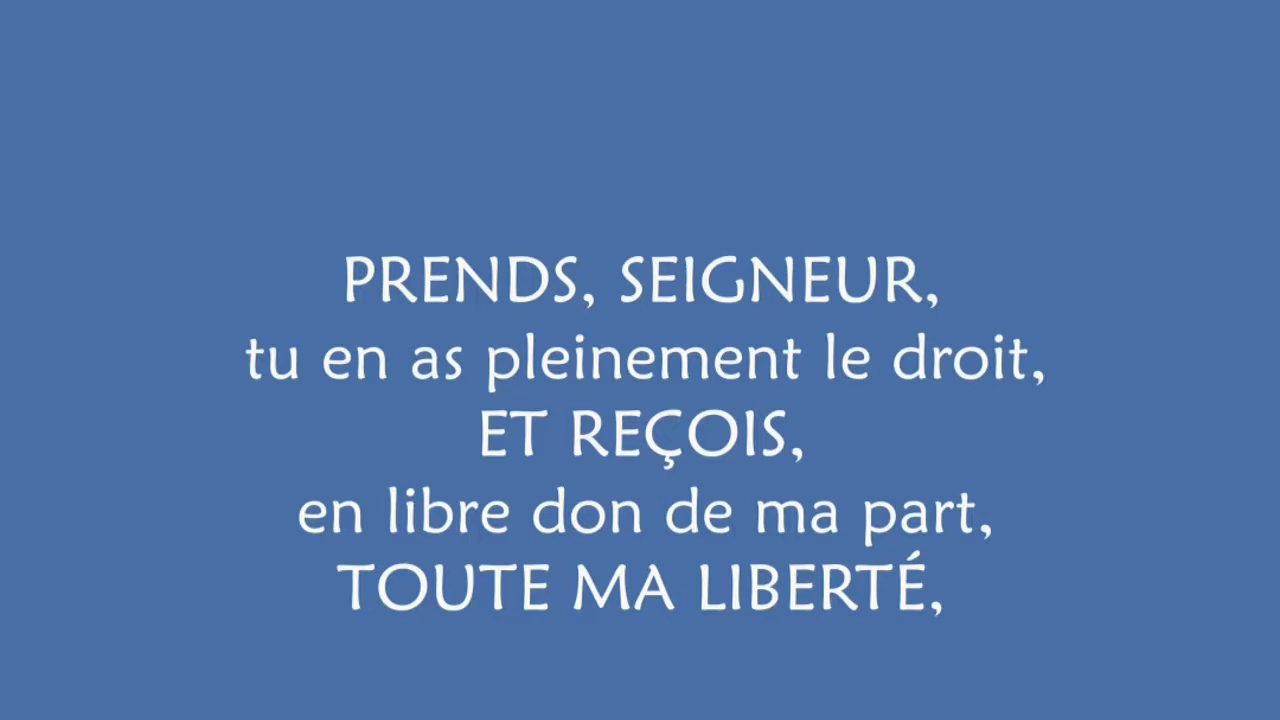 PRENDS, SEIGNEUR,
tu en as pleinement le droit,
ET REÇOIS,
en libre don de ma part,
TOUTE MA LIBERTÉ,